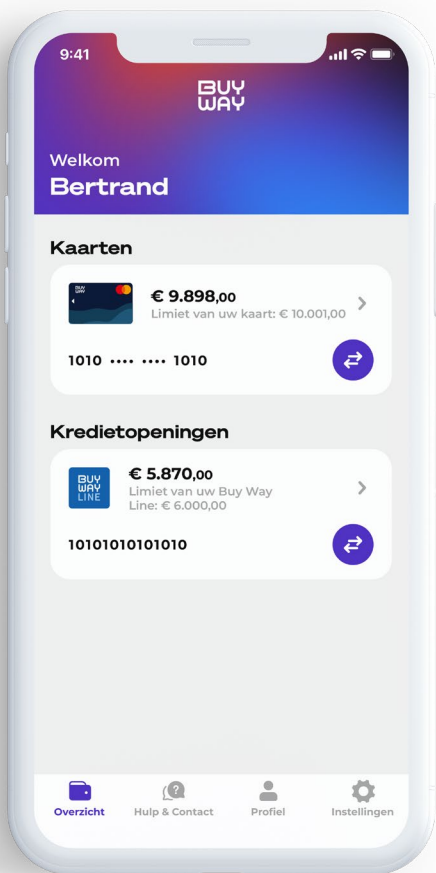 9:41
BUY
WAY
Welkom
Bertrand
Kaarten
BUY
WAY
€ 9.898,00
Limiet van uw kaart: € 10.001,00
1010 •••• •••• 1010
Kredietopeningen
BUY
WAY
LINE
€ 5.870,00
Limiet van uw Buy Way
Line: € 6.000,00
10101010101010
Overzicht
Hulp & Contact
Profiel
Instellingen